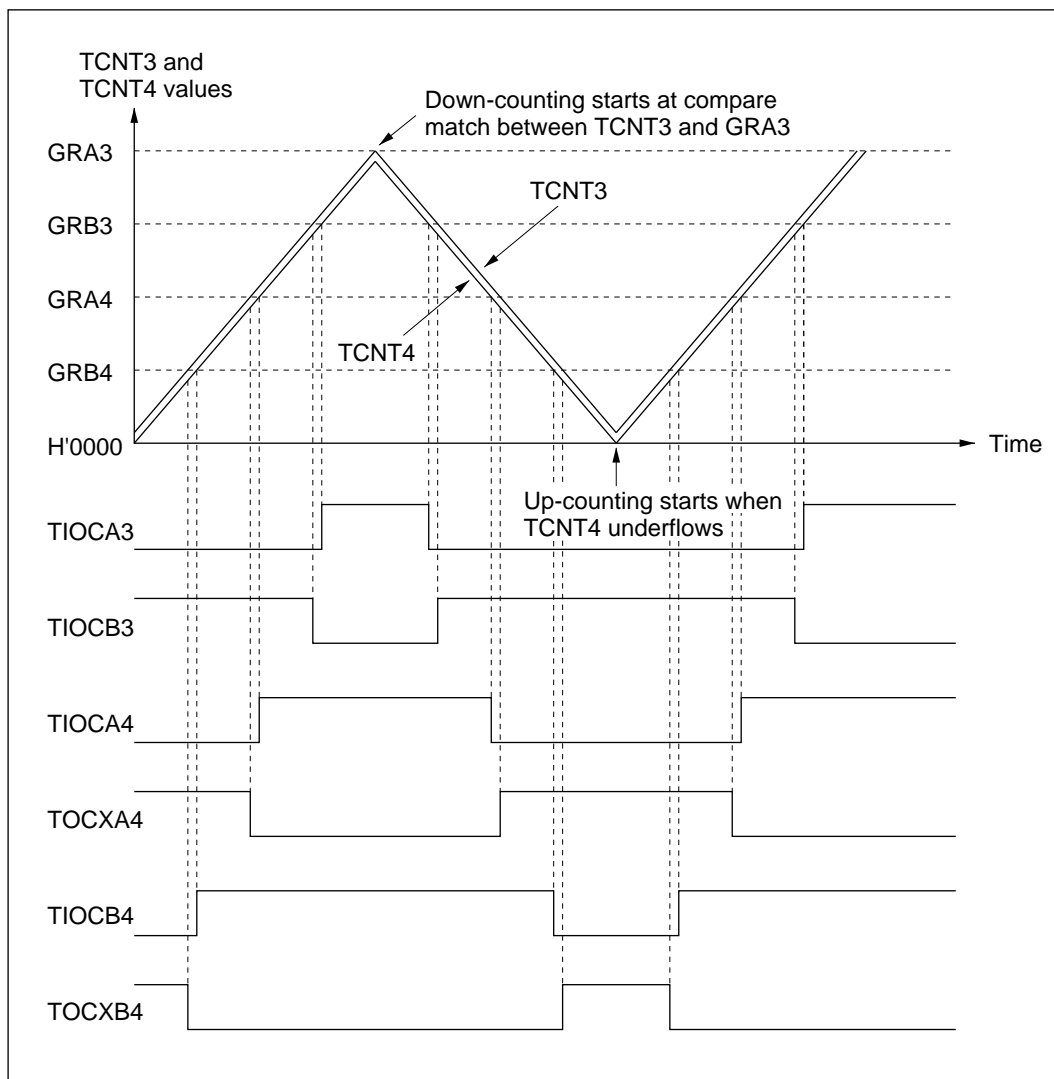 TCNT3 and
TCNT4 values
Down-counting starts at compare
match between TCNT3 and GRA3
GRA3
TCNT3
GRB3
GRA4
TCNT4
GRB4
H'0000
Time
Up-counting starts when
TCNT4 underflows
TIOCA3
TIOCB3
TIOCA4
TOCXA4
TIOCB4
TOCXB4